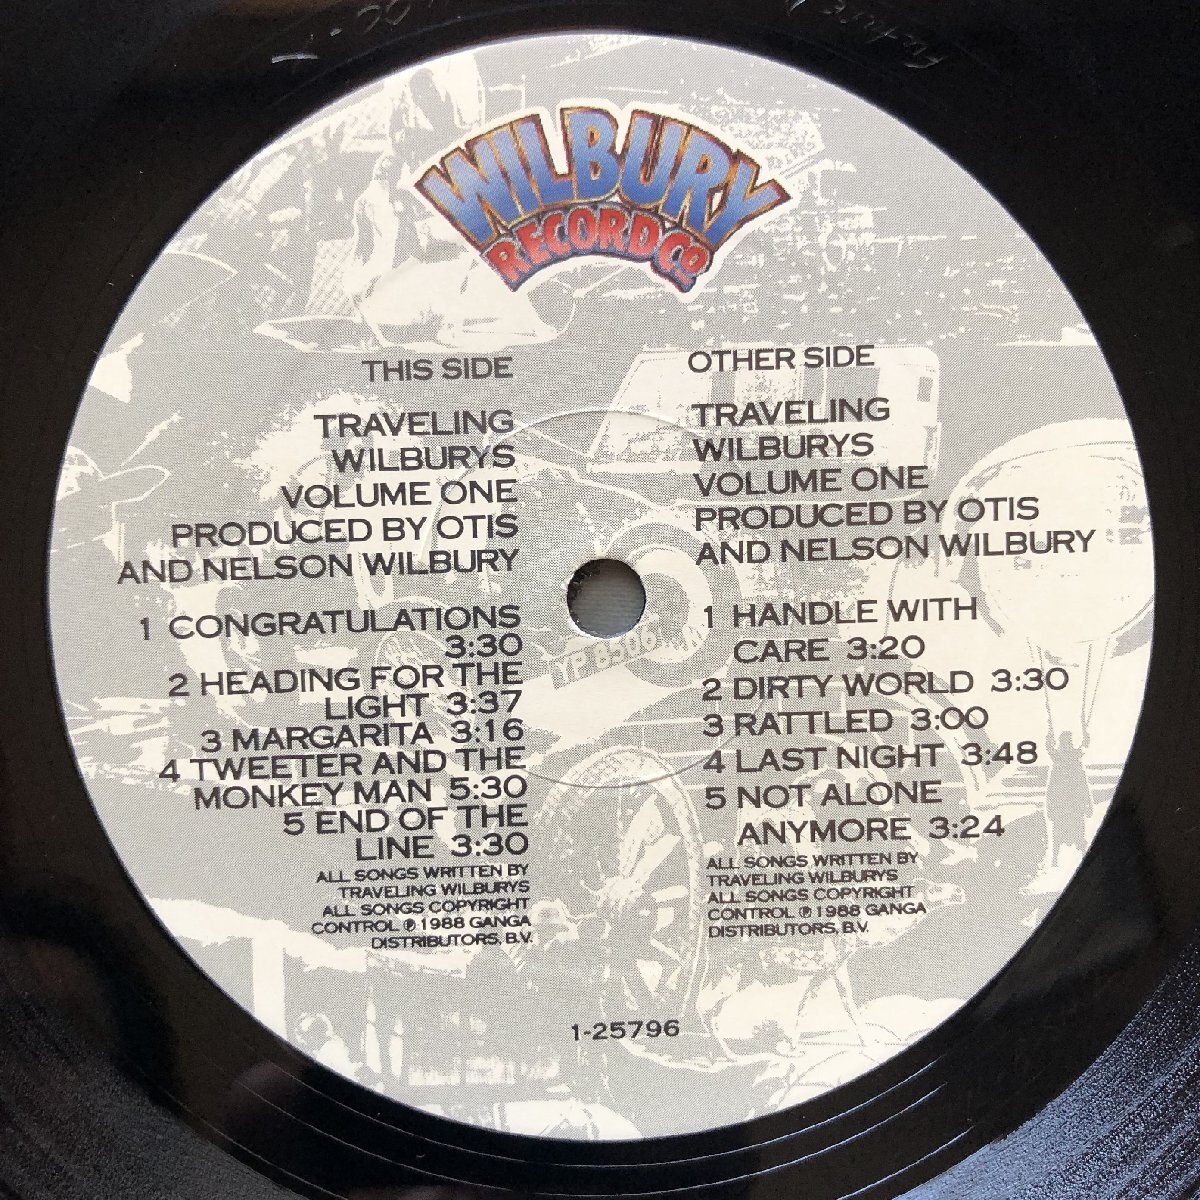 WILBURY
RECORD CO
THIS SIDE
TRAVELING
WILBURYS
VOLUME ONE
PRODUCED BY OTIS
AND NELSON WILBURY
1 CONGRATULATIONS
3:30
2 HEADING FOR THE
LIGHT 3:37
3 MARGARITA 3:16
4 TWEETER AND THE
MONKEY MAN 5:30
5 END OF THE
LINE 3:30
ALL SONGS WRITTEN BY
TRAVELING WILBURYS
ALL SONGS COPYRIGHT
CONTROL ℗ 1988 GANGA
DISTRIBUTORS, B.V.
OTHER SIDE
TRAVELING
WILBURYS
VOLUME ONE
PRODUCED BY OTIS
AND NELSON WILBURY
1 HANDLE WITH
CARE 3:20
2 DIRTY WORLD 3:30
3 RATTLED 3:00
4 LAST NIGHT 3:48
5 NOT ALONE
ANYMORE 3:24
ALL SONGS WRITTEN BY
TRAVELING WILBURYS
ALL SONGS COPYRIGHT
CONTROL ℗ 1988 GANGA
DISTRIBUTORS, B.V.
1-25796